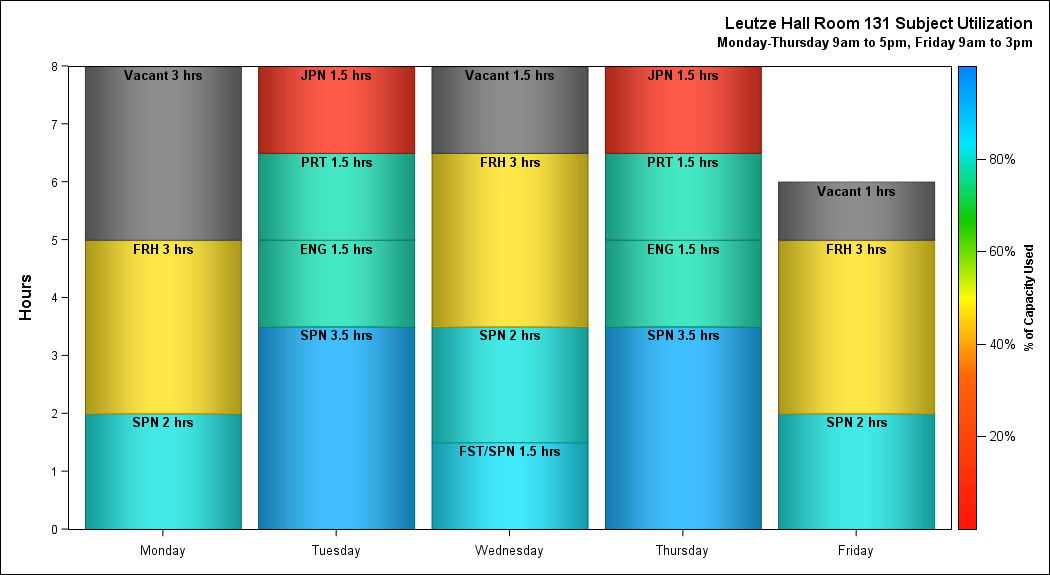 Leutze Hall Room 131 Subject Utilization
Monday-Thursday 9am to 5pm, Friday 9am to 3pm
Hours
8
7
6
5
4
3
2
1
0
Vacant 3 hrs
FRH 3 hrs
SPN 2 hrs
JPN 1.5 hrs
PRT 1.5 hrs
ENG 1.5 hrs
SPN 3.5 hrs
Vacant 1.5 hrs
FRH 3 hrs
SPN 2 hrs
FST/SPN 1.5 hrs
JPN 1.5 hrs
PRT 1.5 hrs
ENG 1.5 hrs
SPN 3.5 hrs
Vacant 1 hrs
FRH 3 hrs
SPN 2 hrs
Monday
Tuesday
Wednesday
Thursday
Friday
80%
60%
40%
20%
% of Capacity Used